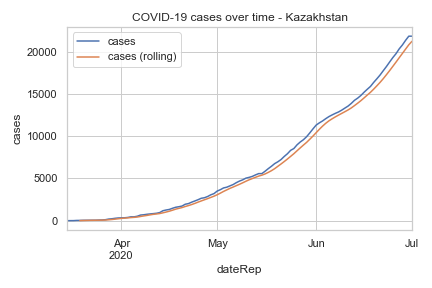 COVID-19 cases over time - Kazakhstan
cases
cases (rolling)
20000
15000
10000
5000
0
cases
Apr
2020
May
Jun
Jul
dateRep